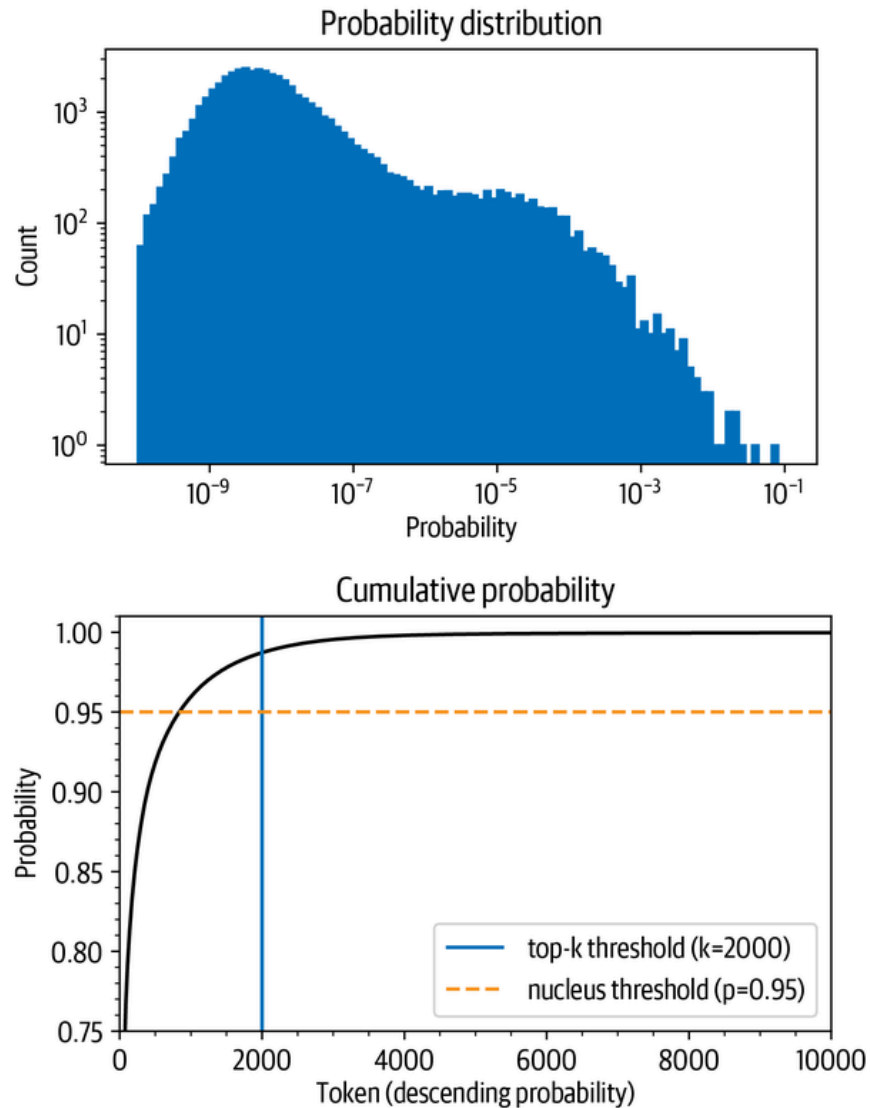 Probability distribution
10³
10²
10¹
10⁰
Count
10⁻⁹ 10⁻⁷ 10⁻⁵ 10⁻³ 10⁻¹
Probability
Cumulative probability
1.00
0.95
0.90
0.85
0.80
0.75
Probability
top-k threshold (k=2000)
nucleus threshold (p=0.95)
0 2000 4000 6000 8000 10000
Token (descending probability)